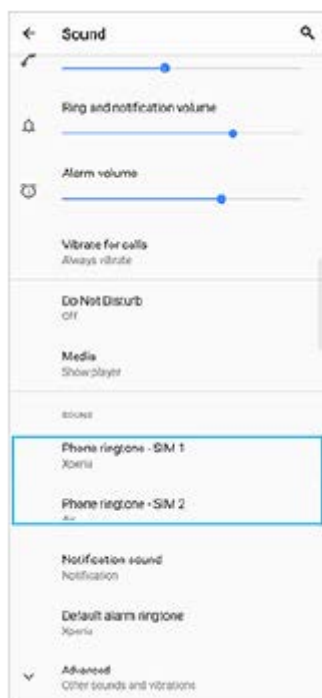 Sound
Ring and notification volume
Alarm volume
Vibrate for calls
Always vibrate
Do Not Disturb
Off
Media
Show player
SOUND
Phone ringtone - SIM 1
Xperia
Phone ringtone - SIM 2
Notification sound
Notification
Default alarm ringtone
Xperia
Advanced
Other sounds and vibrations